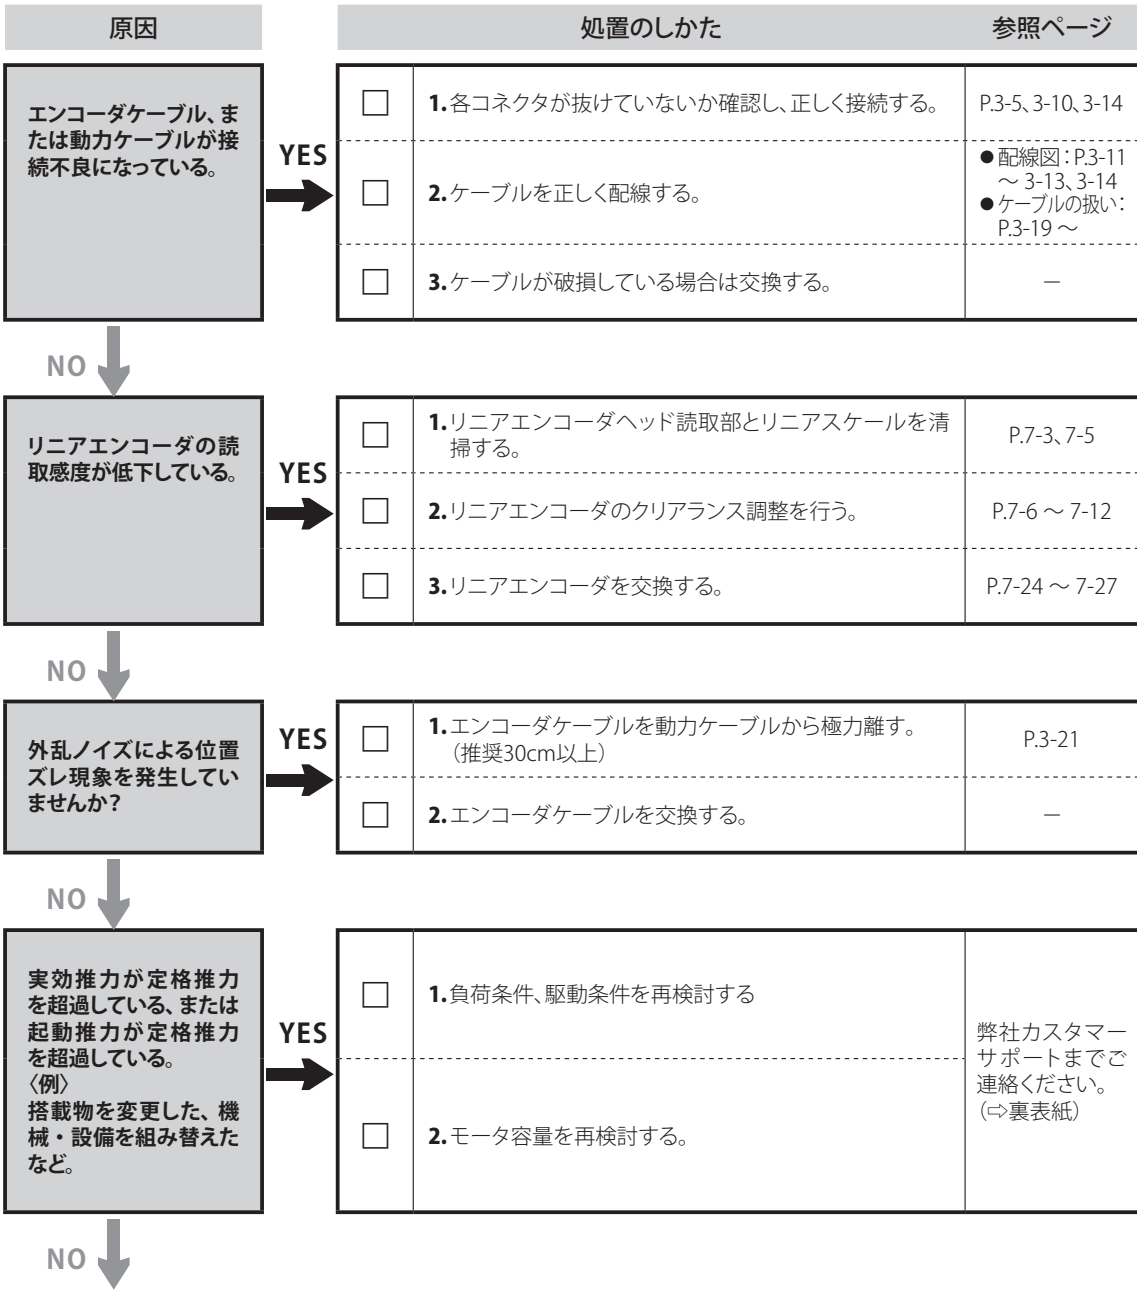 原因
処置のしかた
参照ページ
エンコーダケーブル、ま
たは動力ケーブルが接
続不良になっている。
YES
□
1.各コネクタが抜けていないか確認し、正しく接続する。
P.3-5、3-10、3-14
□
2.ケーブルを正しく配線する。
●配線図：P.3-11
～ 3-13、3-14
●ケーブルの扱い：
P.3-19 ～
□
3.ケーブルが破損している場合は交換する。
－
NO
リニアエンコーダの読
取感度が低下している。
YES
□
1.リニアエンコーダヘッド読取部とリニアスケールを清
掃する。
P.7-3、7-5
□
2.リニアエンコーダのクリアランス調整を行う。
P.7-6 ～ 7-12
□
3.リニアエンコーダを交換する。
P.7-24 ～ 7-27
NO
外乱ノイズによる位置
ズレ現象を発生してい
ませんか？
YES
□
1.エンコーダケーブルを動力ケーブルから極力離す。
（推奨30cm以上）
P.3-21
□
2.エンコーダケーブルを交換する。
－
NO
実効推力が定格推力
を超過している、または
起動推力が定格推力
を超過している。
〈例〉
搭載物を変更した、機
械・設備を組み替えた
など。
YES
□
1.負荷条件、駆動条件を再検討する
□
2.モータ容量を再検討する。
弊社カスタマー
サポートまでご
連絡ください。
（⇨裏表紙）
NO